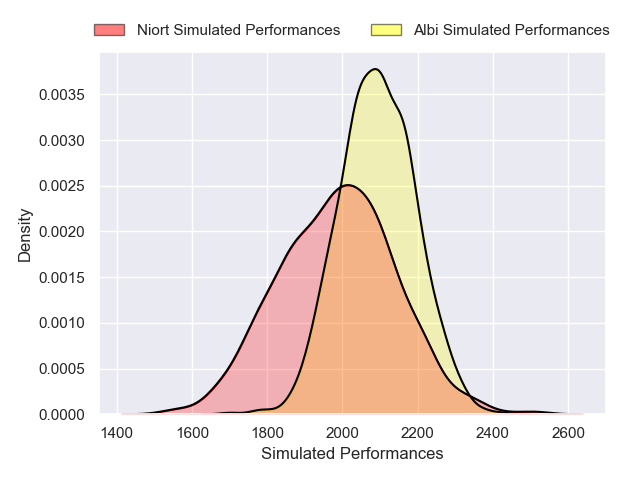 Niort Simulated Performances
Albi Simulated Performances
Density
0.0035
0.0030
0.0025
0.0020
0.0015
0.0010
0.0005
0.0000
1400 1600 1800 2000 2200 2400 2600
Simulated Performances